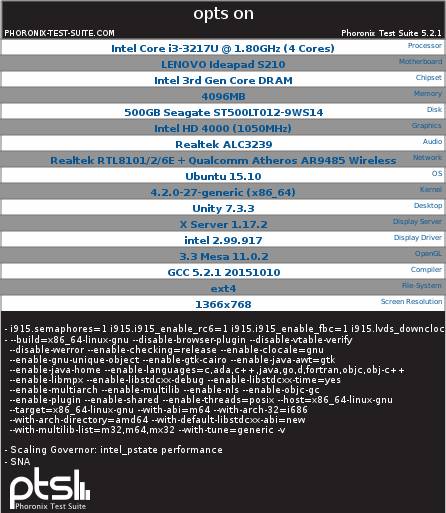 opts on
PHORONIX-TEST-SUITE.COM Phoronix Test Suite 5.2.1
Intel Core i3-3217U @ 1.80GHz (4 Cores) Processor
LENOVO Ideapad S210 Motherboard
Intel 3rd Gen Core DRAM Chipset
4096MB Memory
500GB Seagate ST500LT012-9WS14 Disk
Intel HD 4000 (1050MHz) Graphics
Realtek ALC3239 Audio
Realtek RTL8101/2/6E + Qualcomm Atheros AR9485 Wireless Network
Ubuntu 15.10 OS
4.2.0-27-generic (x86_64) Kernel
Unity 7.3.3 Desktop
X Server 1.17.2 Display Server
intel 2.99.917 Display Driver
3.3 Mesa 11.0.2 OpenGL
GCC 5.2.1 20151010 Compiler
ext4 File-System
1366x768 Screen Resolution
- i915.semaphores=1 i915.i915_enable_rc6=1 i915.i915_enable_fbc=1 i915.lvds_downcloc
- --build=x86_64-linux-gnu --disable-browser-plugin --disable-vtable-verify
--disable-werror --enable-checking=release --enable-clocale=gnu
--enable-gnu-unique-object --enable-gtk-cairo --enable-java-awt=gtk
--enable-java-home --enable-languages=c,ada,c++,java,go,d,fortran,objc,obj-c++
--enable-libmpx --enable-libstdcxx-debug --enable-libstdcxx-time=yes
--enable-multiarch --enable-multilib --enable-nls --enable-objc-gc
--enable-plugin --enable-shared --enable-threads=posix --host=x86_64-linux-gnu
--target=x86_64-linux-gnu --with-abi=m64 --with-arch-32=i686
--with-arch_directory=amd64 --with-default-libstdcxx-abi=new
--with-multilib-list=m32,m64,mx32 --with-tune=generic -v
- Scaling Governor: intel_pstate performance
- SNA
pts
Phoronix Test Suite